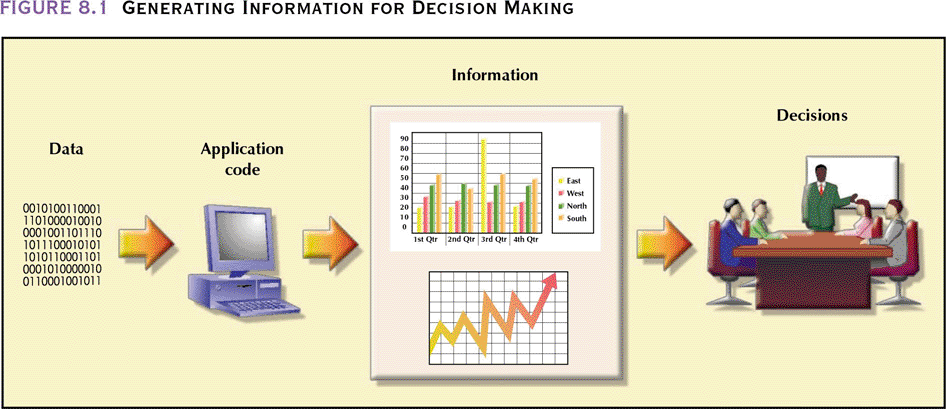 FIGURE 8.1 GENERATING INFORMATION FOR DECISION MAKING
Data
0010100110001
1101000010010
0001001101110
1011100010101
1010110001101
0001010000010
0110001001011
Application
code
Information
90
80
70
60
50
40
30
20
10
0
1st Qtr
2nd Qtr
3rd Qtr
4th Qtr
East
West
North
South
Decisions